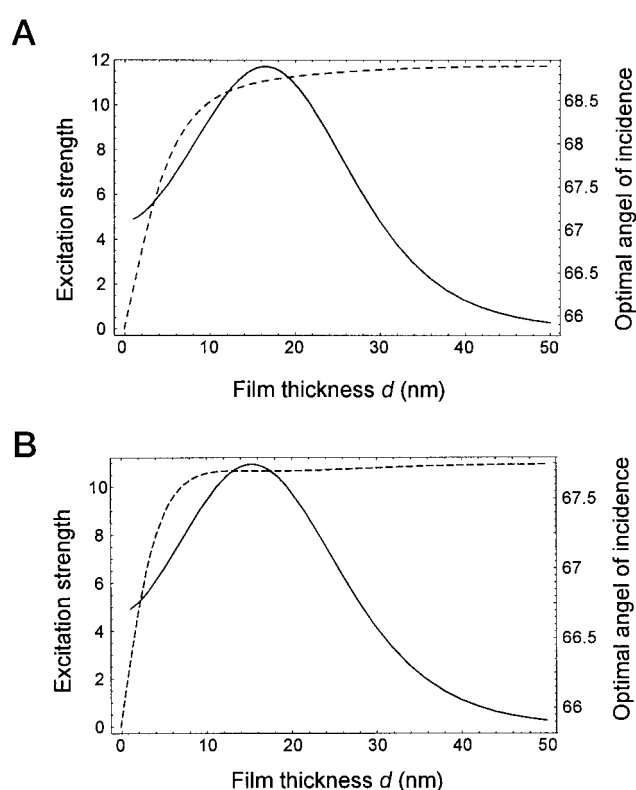 A
12
10
8
6
4
2
0
68.5
68
67.5
67
66.5
66
0 10 20 30 40 50
Excitation strength
Optimal angel of incidence
Film thickness d (nm)
B
10
8
6
4
2
0
67.5
67
66.5
66
0 10 20 30 40 50
Excitation strength
Optimal angel of incidence
Film thickness d (nm)